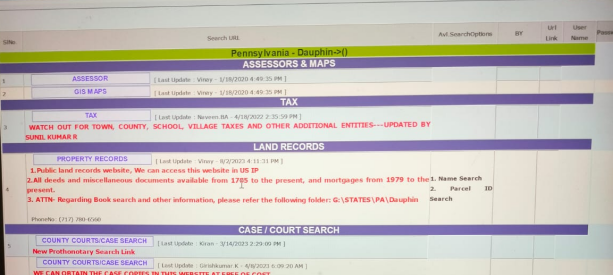 SlNo.
Search URL
Avl.SearchOptions
BY
Url Link
User Name
Pennsylvania - Dauphin->()
ASSESSORS & MAPS
1
ASSESSOR
[ Last Update : Viney - 1/18/2020 4:49:35 PM ]
2
GIS MAPS
[ Last Update : Viney - 1/18/2020 4:49:35 PM ]
TAX
3
TAX
[ Last Update : Naveen.BA - 4/18/2022 2:35:59 PM ]
WATCH OUT FOR TOWN, COUNTY, SCHOOL, VILLAGE TAXES AND OTHER ADDITIONAL ENTITIES---UPDATED BY
SUNIL KUMAR R
LAND RECORDS
4
PROPERTY RECORDS
[ Last Update : Vinay - 8/2/2023 4:11:31 PM ]
1.Public land records website, We can access this website in US IP
2.All deeds and miscellaneous documents available from 1785 to the present, and mortgages from 1979 to the
present.
3. ATTN- Regarding Book search and other information, please refer the following folder: G:\STATES\PA\Dauphin
1. Name Search
2. Parcel ID
Search
PhoneNo: (717) 780-6560
CASE / COURT SEARCH
5
COUNTY COURTS/CASE SEARCH
[ Last Update : Kiran - 3/14/2023 2:29:09 PM ]
New Prothonotary Search Link
COUNTY COURTS/CASE SEARCH
[ Last Update : Girishkumar.K - 4/8/2021 6:09:20 AM ]
WE CAN OBTAIN THE CASE COPIES IN THIS WEBSITE AT FREE OF COST